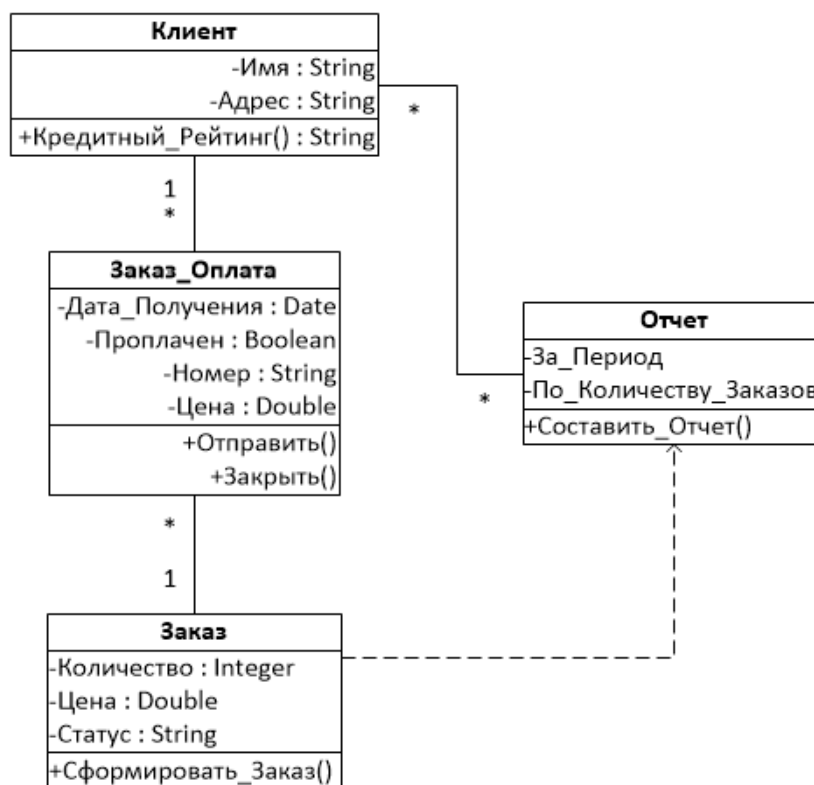 Клиент
-Имя : String
-Адрес : String
+Кредитный_Рейтинг() : String
*
1
*
Заказ_Оплата
-Дата_Получения : Date
-Проплачен : Boolean
-Номер : String
-Цена : Double
+Отправить()
+Закрыть()
Отчет
-За_Период
-По_Количеству_Заказов
+Составить_Отчет()
*
*
1
Заказ
-Количество : Integer
-Цена : Double
-Статус : String
+Сформировать_Заказ()